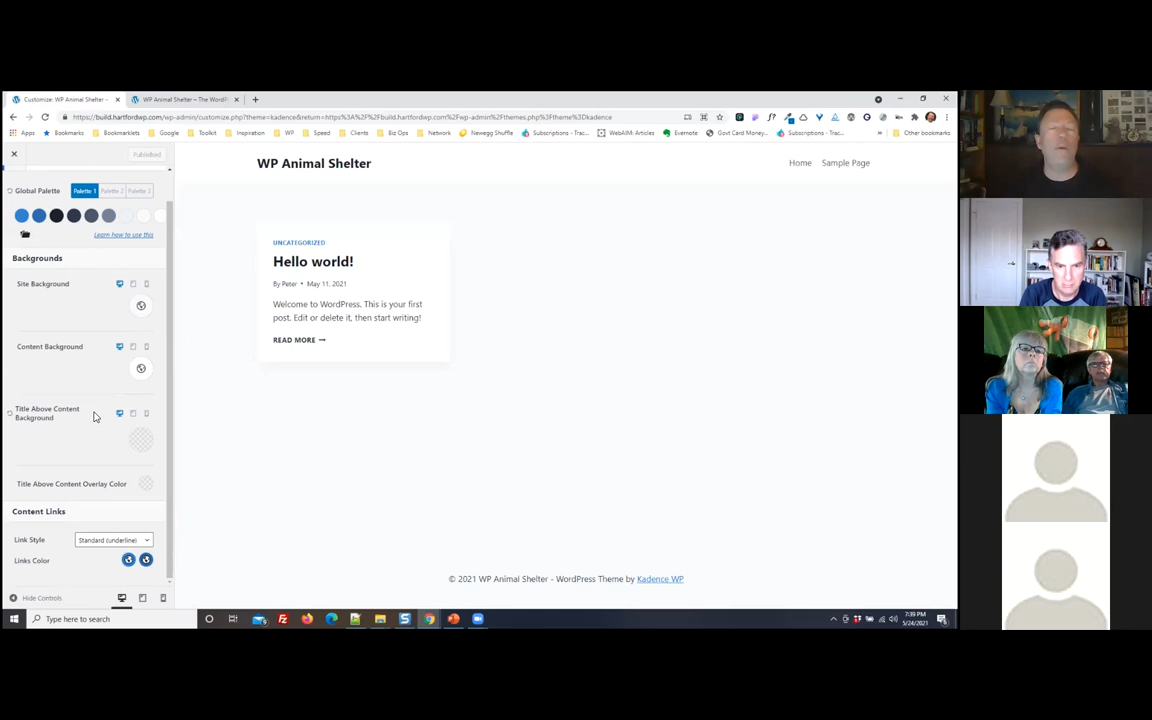 Customize: WP Animal Shelter –
WP Animal Shelter – The WordP
https://build.hartfordwp.com/wp-admin/customize.php?theme=kadence&return=https%3A%2F%2Fbuild.hartfordwp.com%2Fwp-admin%2Fthemes.php%3Ftheme%3Dkadence
Apps Bookmarks Bookmarklets Google Toolkit Inspiration WP Speed Clients Biz Ops Network Newegg Shuffle Subscriptions - Trac... WebAIM: Articles Evernote Govt Card Money... Subscriptions - Trac... » Other bookmarks
Published
WP Animal Shelter
Home Sample Page
Global Palette Palette 1 Palette 2 Palette 3
Learn how to use this
Backgrounds
Site Background
Content Background
Title Above Content
Background
Title Above Content Overlay Color
Content Links
Link Style Standard (underline)
Links Color
Hide Controls
UNCATEGORIZED
Hello world!
By Peter • May 11, 2021
Welcome to WordPress. This is your first
post. Edit or delete it, then start writing!
READ MORE →
© 2021 WP Animal Shelter - WordPress Theme by Kadence WP
Type here to search
7:39 PM
5/24/2021